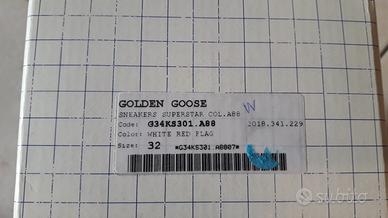 GOLDEN GOOSE
SNEAKERS SUPERSTAR COL.A88
Code: G34KS301.A88 2018.341.229
Color: WHITE RED FLAG
Size: 32 *G34KS301.A8807*
subito